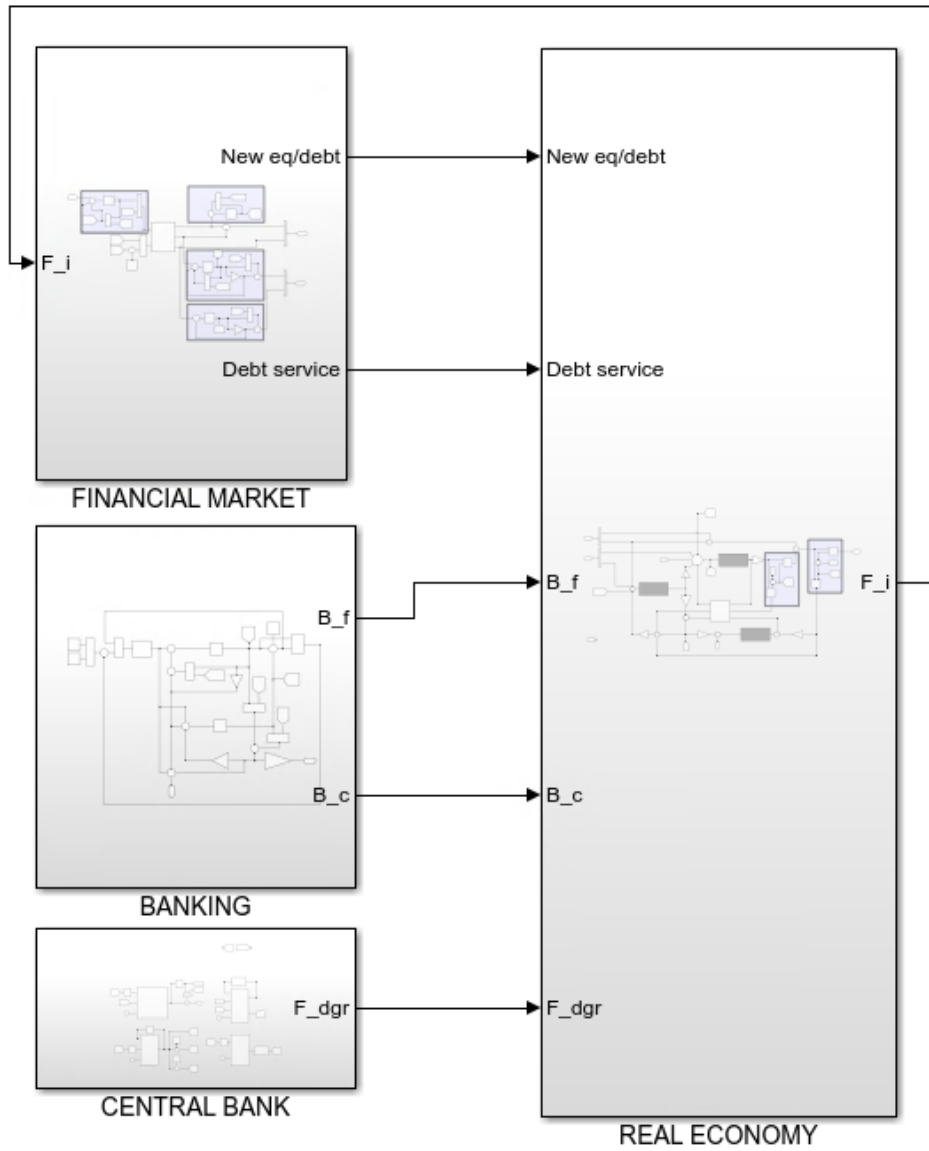 New eq/debt
F_i
Debt service
FINANCIAL MARKET
B_f
B_c
BANKING
F_dgr
CENTRAL BANK
New eq/debt
Debt service
B_f
F_i
B_c
F_dgr
REAL ECONOMY